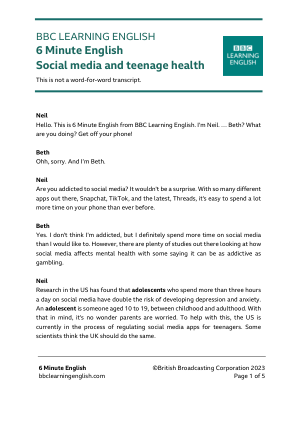 BBC LEARNING ENGLISH
6 Minute English
Social media and teenage health
This is not a word-for-word transcript.
BBC
LEARNING
ENGLISH
Neil
Hello. This is 6 Minute English from BBC Learning English. I'm Neil. … Beth? What
are you doing? Get off your phone!
Beth
Ohh, sorry. And I'm Beth.
Neil
Are you addicted to social media? It wouldn't be a surprise. With so many different
apps out there, Snapchat, TikTok, and the latest, Threads, it's easy to spend a lot
more time on your phone than ever before.
Beth
Yes. I don't think I'm addicted, but I definitely spend more time on social media
than I would like to. However, there are plenty of studies out there looking at how
social media affects mental health with some saying it can be as addictive as
gambling.
Neil
Research in the US has found that adolescents who spend more than three hours
a day on social media have double the risk of developing depression and anxiety.
An adolescent is someone aged 10 to 19, between childhood and adulthood. With
that in mind, it's no wonder parents are worried. To help with this, the US is
currently in the process of regulating social media apps for teenagers. Some
scientists think the UK should do the same.
6 Minute English ©British Broadcasting Corporation 2023
bbclearningenglish.com Page 1 of 5